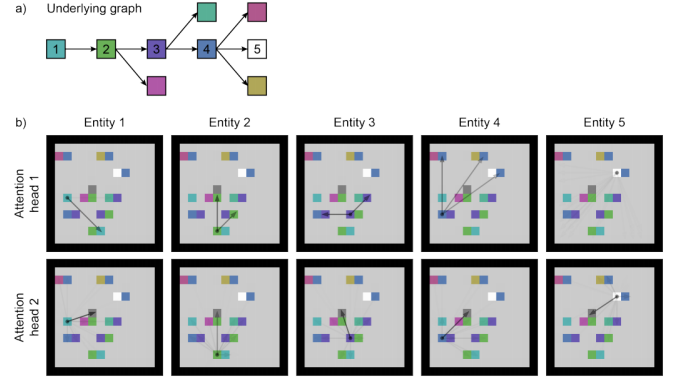 a) Underlying graph
1 2 3 4 5
b) Entity 1 Entity 2 Entity 3 Entity 4 Entity 5
Attention
head 1
Attention
head 2